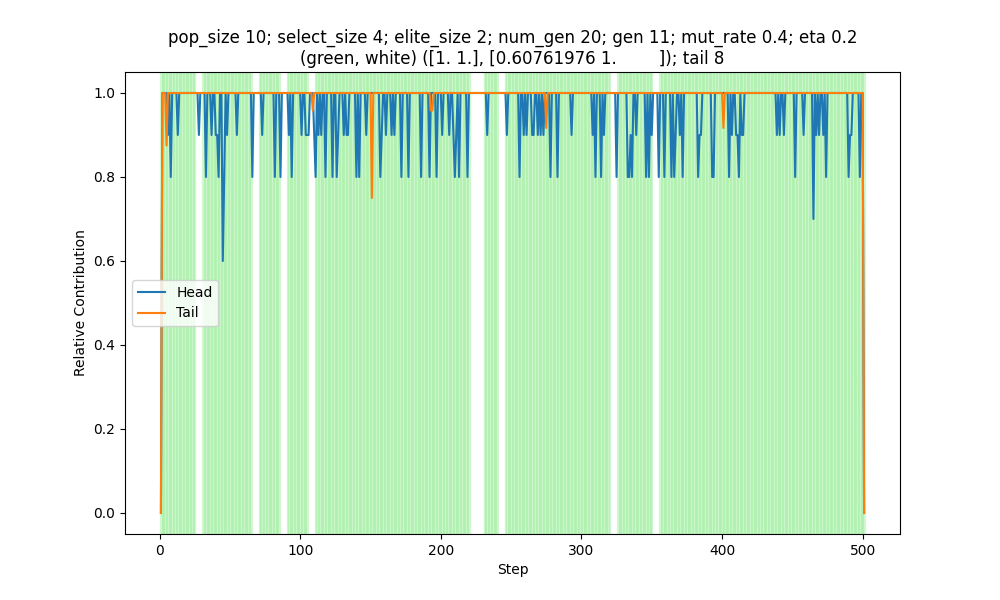 pop_size 10; select_size 4; elite_size 2; num_gen 20; gen 11; mut_rate 0.4; eta 0.2
(green, white) ([1. 1.], [0.60761976 1.        ]); tail 8
1.0
0.8
0.6
0.4
0.2
0.0
Relative Contribution
Head
Tail
0
100
200
300
400
500
Step